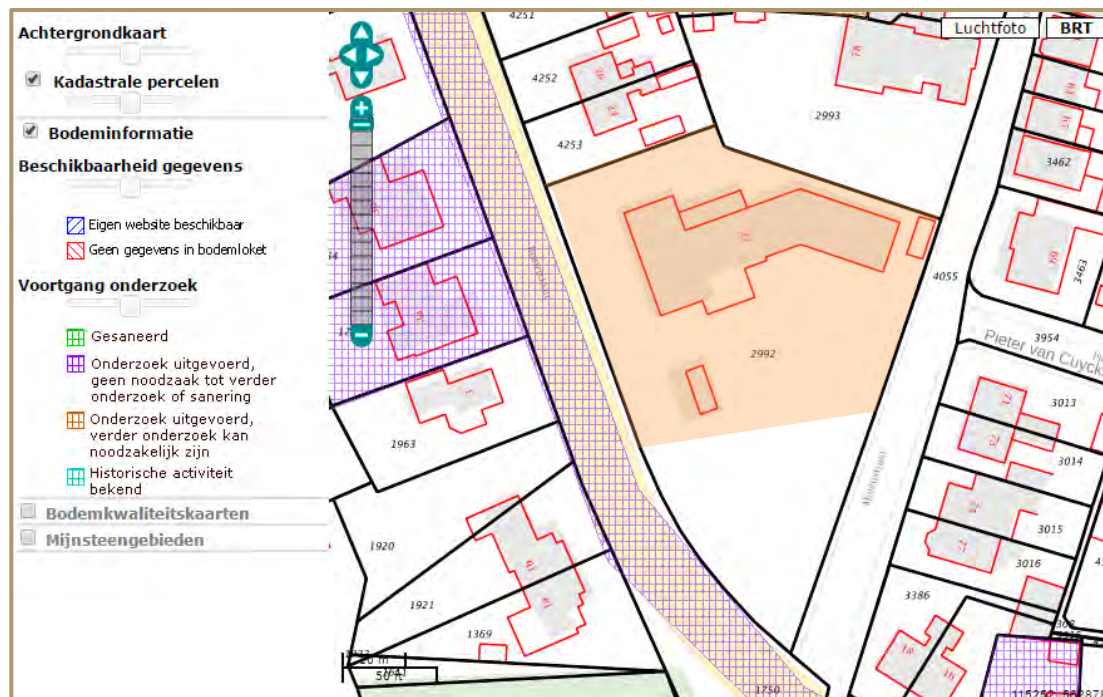 Achtergrondkaart
Kadastrale percelen
Bodeminformatie
Beschikbaarheid gegevens
Eigen website beschikbaar
Geen gegevens in bodemloket
Voortgang onderzoek
Gesaneerd
Onderzoek uitgevoerd,
geen noodzaak tot verder
onderzoek of sanering
Onderzoek uitgevoerd,
verder onderzoek kan
noodzakelijk zijn
Historische activiteit
bekend
Bodemkwaliteitskaarten
Mijnsteengebieden
Luchtfoto
BRT
4251
4252
4253
2993
3462
3463
4055
3954
Pieter van Cuyck
2992
3013
3014
3015
3016
3386
1963
1920
1921
1369
1750
50 ft